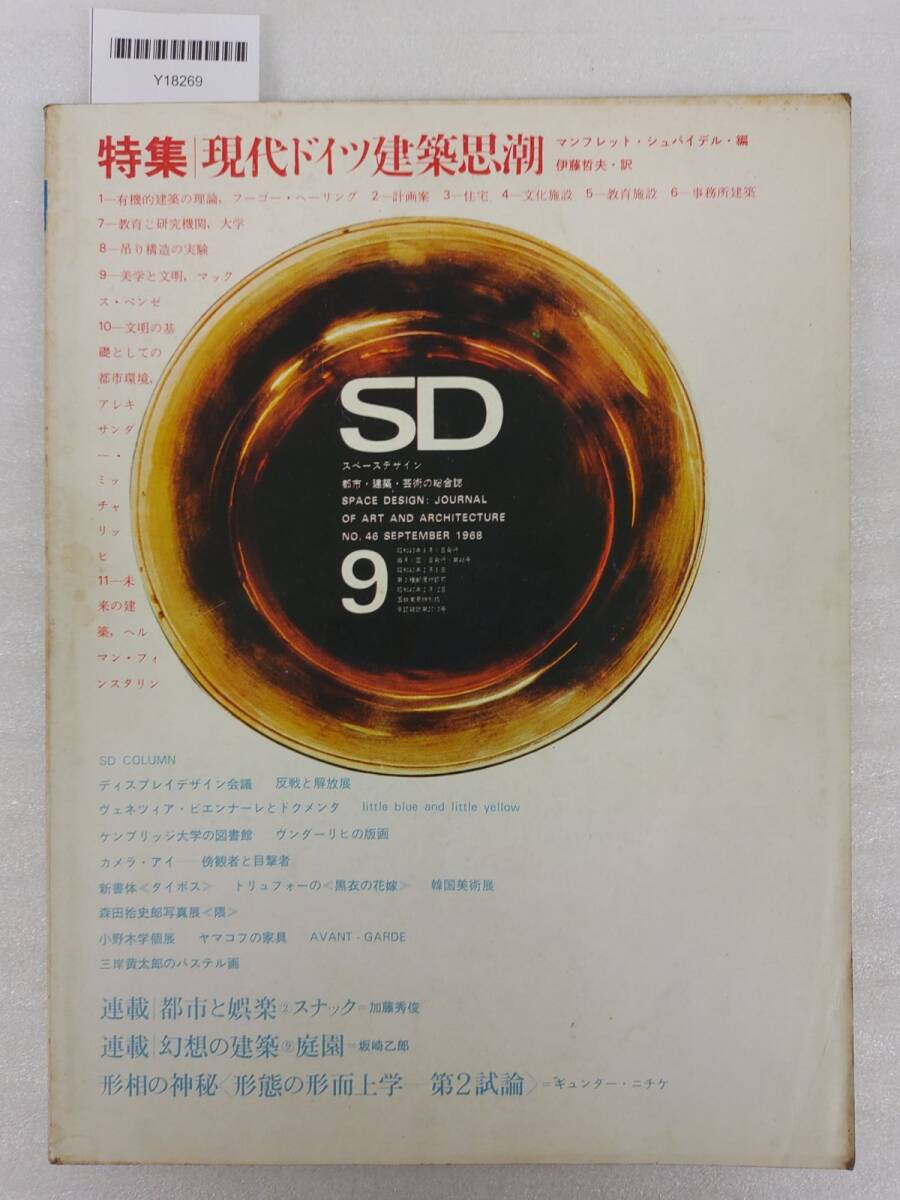 Y18269
特集|現代ドイツ建築思潮
マンフレット・シュパイデル・編
伊藤哲夫・訳
1—有機的建築の理論，フーゴー・ヘーリング 2—計画案 3—住宅 4—文化施設 5—教育施設 6—事務所建築
7—教育と研究機関，大学
8—吊り構造の実験
9—美学と文明，マック
ス・ベンゼ
10—文明の基
礎としての
都市環境，
アレキ
サンダ
ー・
ミッ
チャ
リッ
ヒ
11—未
来の建
築，ヘル
マン・フィ
ンスタリン
SD
スペースデザイン
都市・建築・芸術の総合誌
SPACE DESIGN: JOURNAL
OF ART AND ARCHITECTURE
NO. 46 SEPTEMBER 1968
9
SD COLUMN
ディスプレイデザイン会議 反戦と解放展
ヴェネツィア・ビエンナーレとドクメンタ little blue and little yellow
ケンブリッジ大学の図書館 ヴンダーリヒの版画
カメラ・アイ——傍観者と目撃者
新書体＜タイポス＞ トリュフォーの＜黒衣の花嫁＞ 韓国美術展
森田拾史郎写真展＜隈＞
小野木学個展 ヤマコフの家具 AVANT-GARDE
三岸黄太郎のパステル画
連載|都市と娯楽②スナック=加藤秀俊
連載|幻想の建築⑨庭園=坂崎乙郎
形相の神秘〈形態の形而上学—第2試論〉=ギュンター・ニチケ